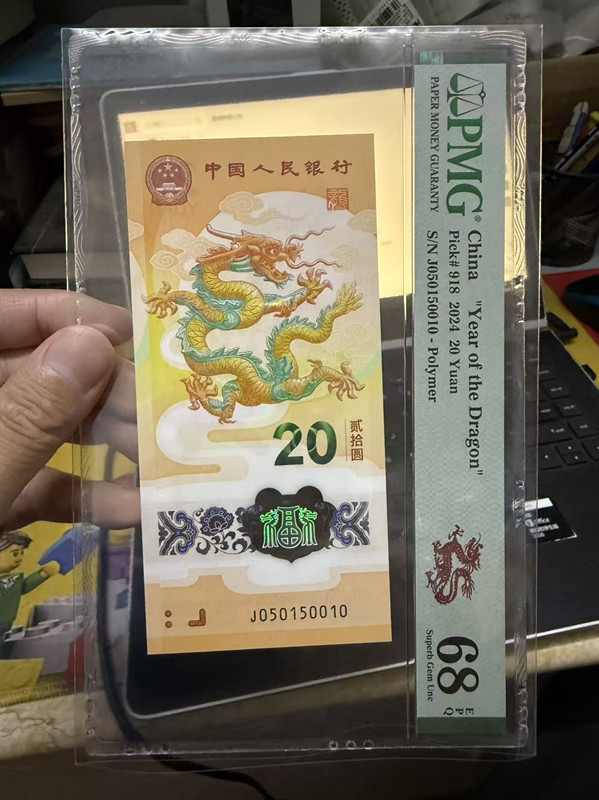 中国人民银行
龍
20
贰拾圆
J050150010
PMG®
PAPER MONEY GUARANTY
China "Year of the Dragon"
Pick# 918 2024 20 Yuan
S/N J050150010 - Polymer
68
EPQ
Superb Gem Unc